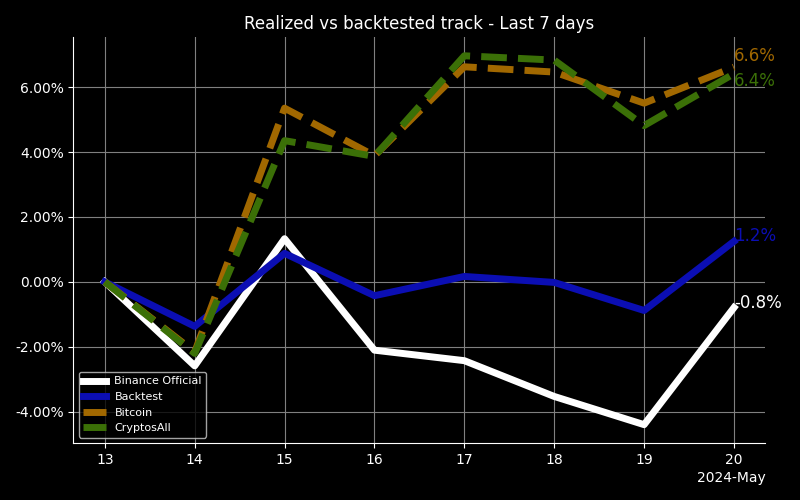 Realized vs backtested track - Last 7 days
6.6%
6.4%
6.00%
4.00%
2.00%
1.2%
0.00%
-0.8%
-2.00%
-4.00%
Binance Official
Backtest
Bitcoin
CryptosAll
13 14 15 16 17 18 19 20
2024-May